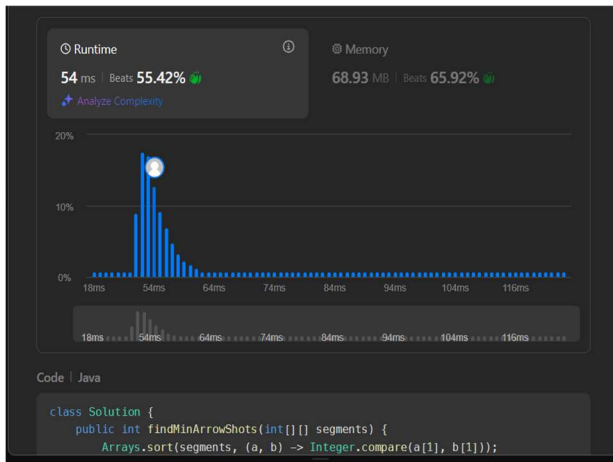 Runtime
54 ms | Beats 55.42%
Analyze Complexity
Memory
68.93 MB | Beats 65.92%
20%
10%
0%
18ms 54ms 64ms 74ms 84ms 94ms 104ms 116ms
18ms 54ms 64ms 74ms 84ms 94ms 104ms 116ms
Code | Java
class Solution {
    public int findMinArrowShots(int[][] segments) {
        Arrays.sort(segments, (a, b) -> Integer.compare(a[1], b[1]));